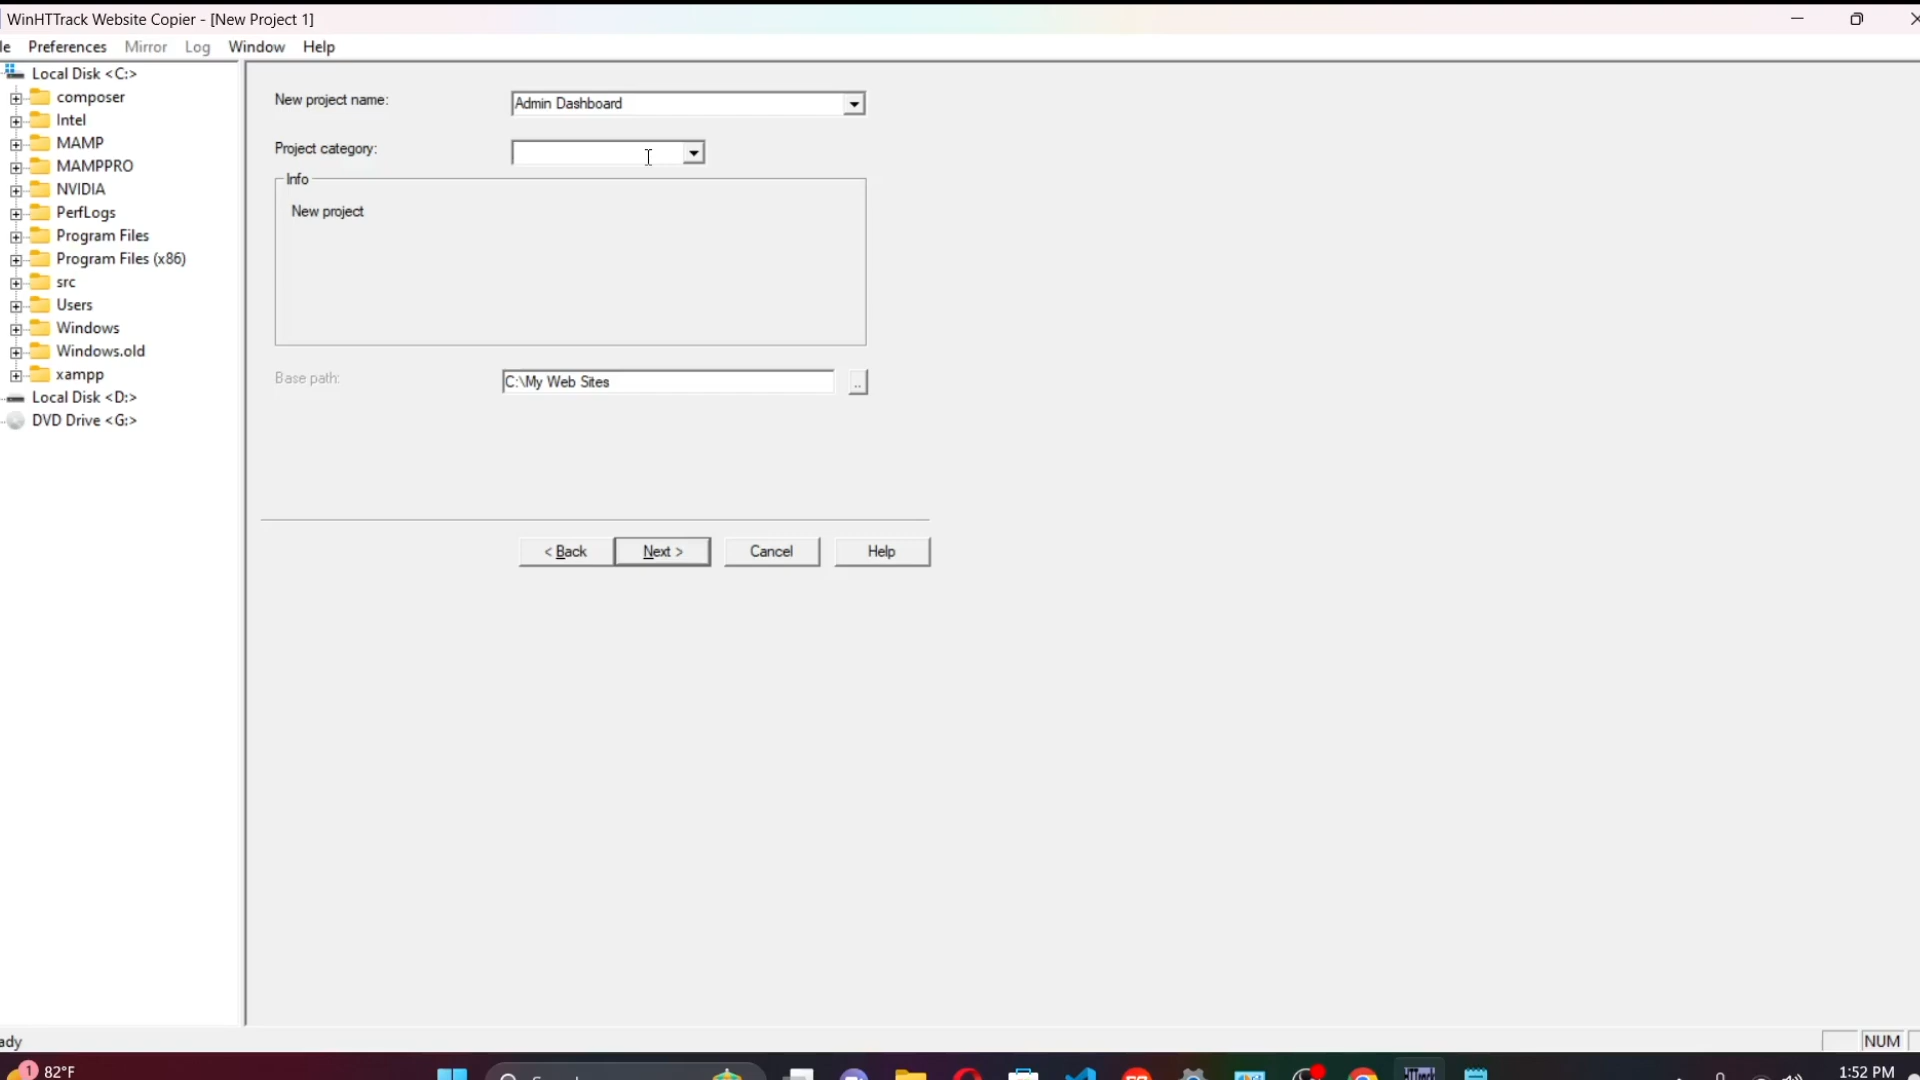 WinHTTrack Website Copier - [New Project 1]
le Preferences Mirror Log Window Help
Local Disk <C:>
composer
Intel
MAMP
MAMPPRO
NVIDIA
PerfLogs
Program Files
Program Files (x86)
src
Users
Windows
Windows.old
xampp
Local Disk <D:>
DVD Drive <G:>
New project name:
Admin Dashboard
Project category:
Info
New project
Base path:
C:\My Web Sites
..
< Back
Next >
Cancel
Help
ady
NUM
1
82°F
1:52 PM